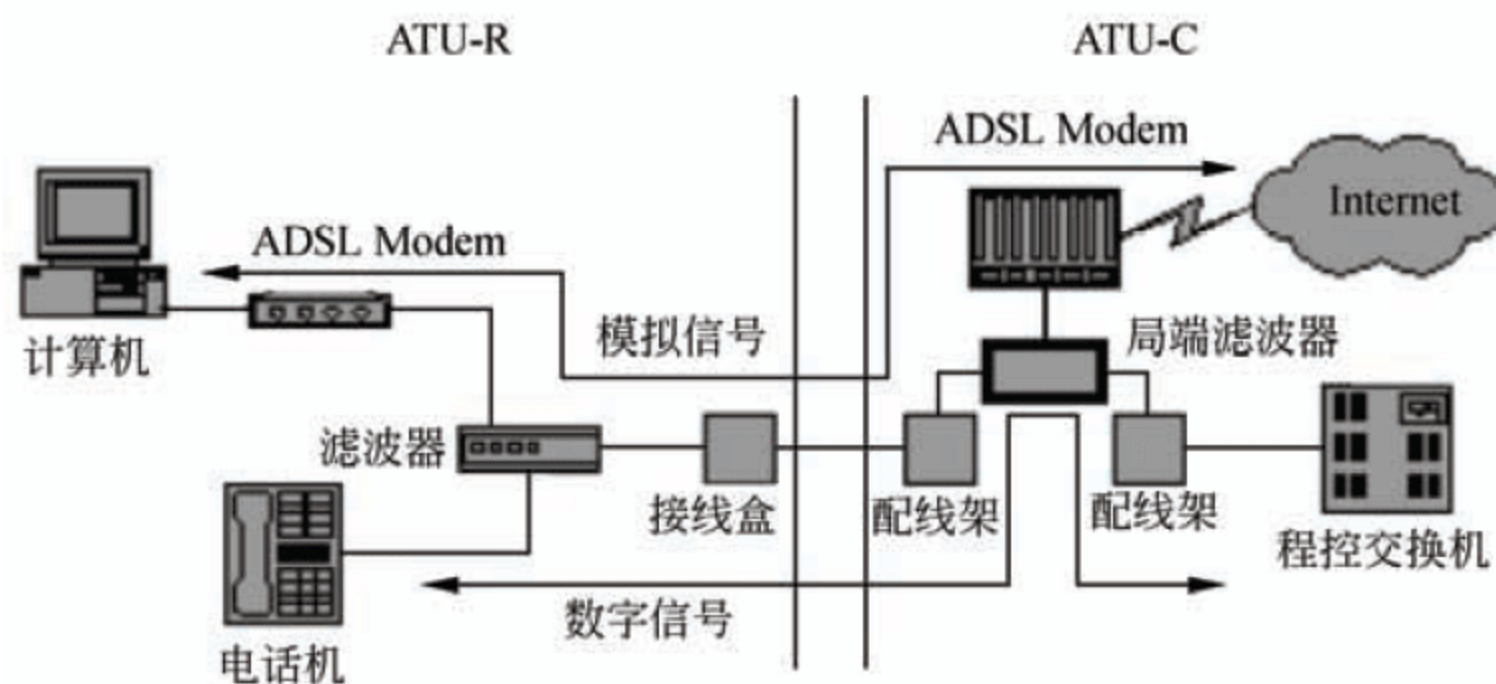 ATU-R
ATU-C
ADSL Modem
Internet
ADSL Modem
计算机
模拟信号
局端滤波器
滤波器
接线盒
配线架
配线架
程控交换机
数字信号
电话机